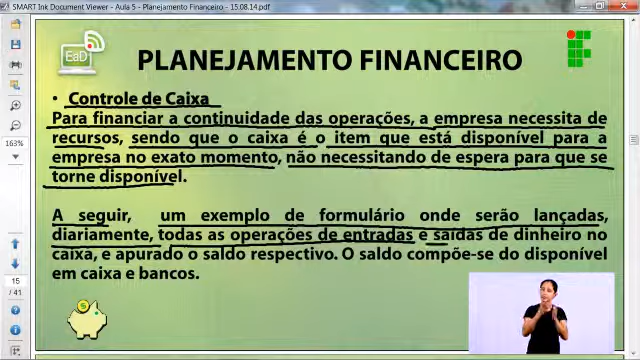 SMART Ink Document Viewer - Aula 5 - Planejamento Financeiro - 15.08.14.pdf
EaD
PLANEJAMENTO FINANCEIRO
• Controle de Caixa
Para financiar a continuidade das operações, a empresa necessita de
recursos, sendo que o caixa é o item que está disponível para a
empresa no exato momento, não necessitando de espera para que se
torne disponível.
A seguir, um exemplo de formulário onde serão lançadas,
diariamente, todas as operações de entradas e saídas de dinheiro no
caixa, e apurado o saldo respectivo. O saldo compõe-se do disponível
em caixa e bancos.
163%
15
/ 41